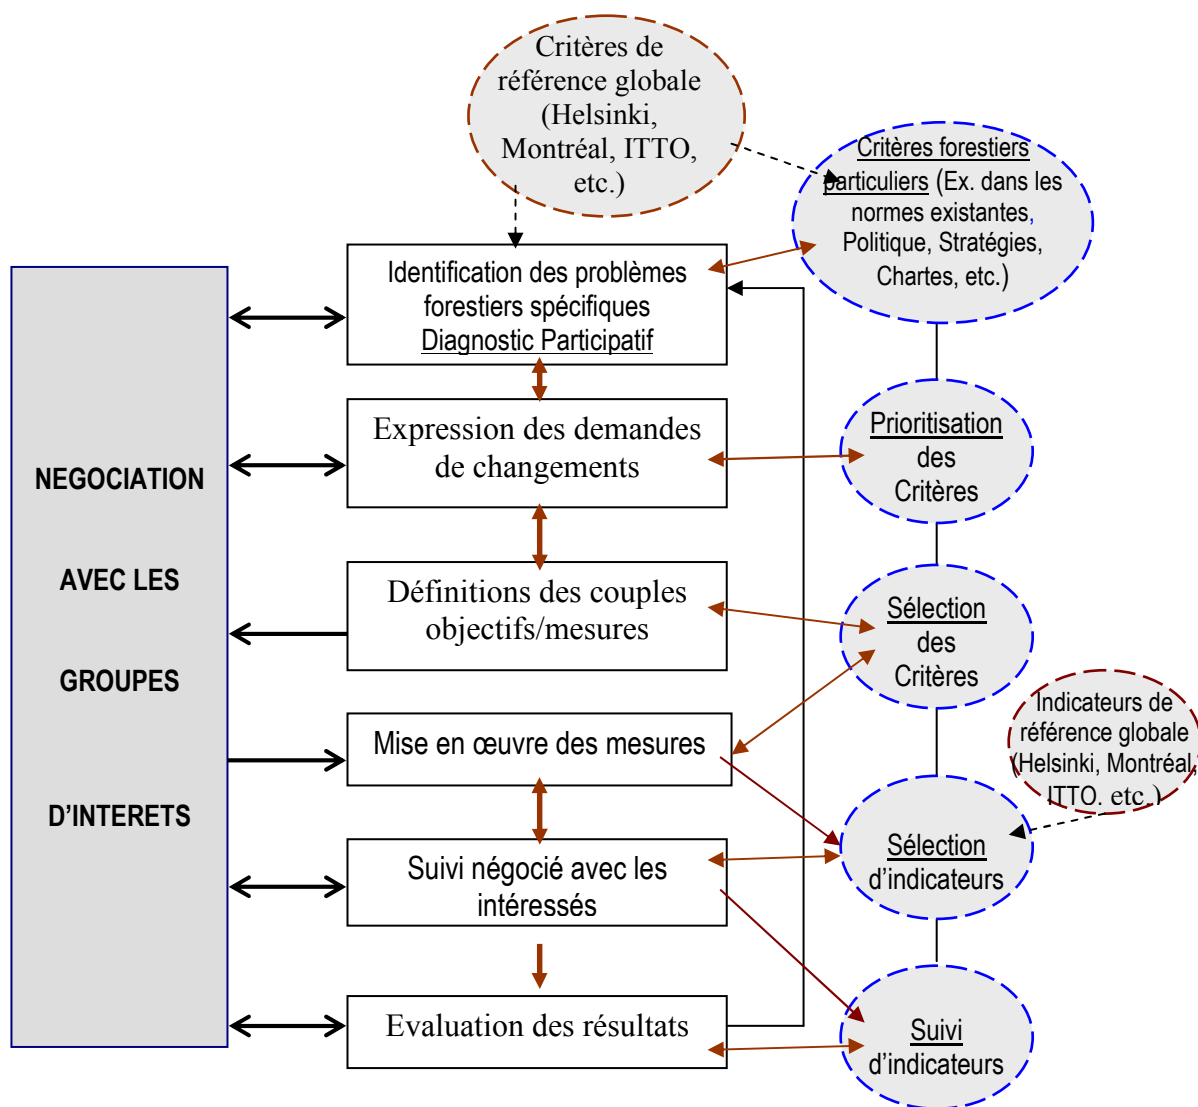 Critères de
référence globale
(Helsinki,
Montréal, ITTO,
etc.)
Critères forestiers
particuliers (Ex. dans les
normes existantes,
Politique, Stratégies,
Chartes, etc.)
Identification des problèmes
forestiers spécifiques
Diagnostic Participatif
Expression des demandes
de changements
Prioritisation
des
Critères
NEGOCIATION
AVEC LES
GROUPES
D'INTERETS
Définitions des couples
objectifs/mesures
Sélection
des
Critères
Mise en œuvre des mesures
Indicateurs de
référence globale
(Helsinki, Montréal,
ITTO. etc.)
Suivi négocié avec les
intéressés
Sélection
d'indicateurs
Evaluation des résultats
Suivi
d'indicateurs